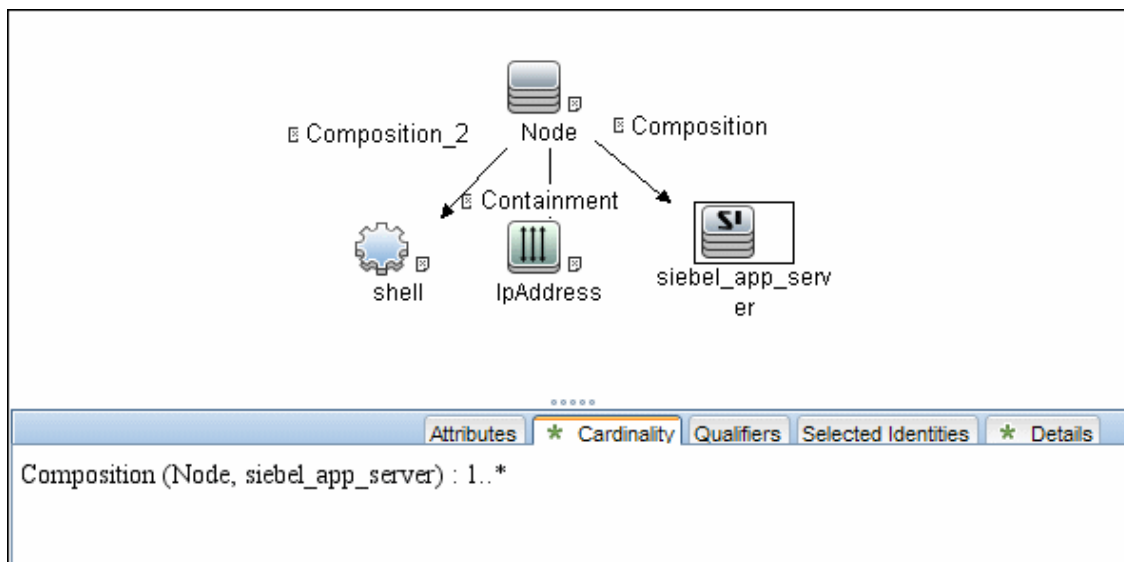 Composition_2
Node
Composition
Containment
shell
IpAddress
siebel_app_serv
er
Attributes
* Cardinality
Qualifiers
Selected Identities
* Details
Composition (Node, siebel_app_server) : 1..*